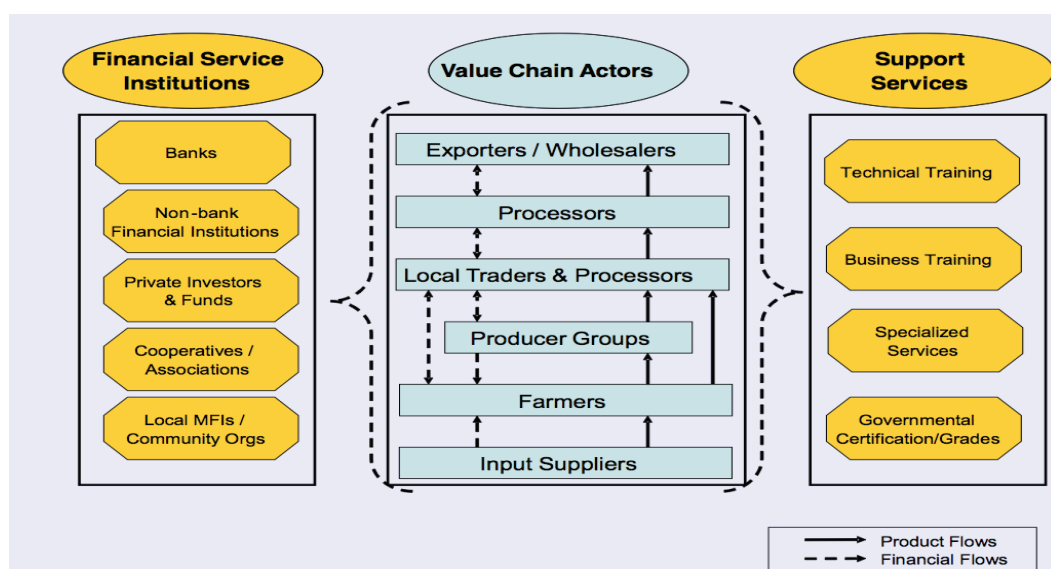 Financial Service
Institutions
Banks
Non-bank
Financial Institutions
Private Investors
& Funds
Cooperatives /
Associations
Local MFIs /
Community Orgs
Value Chain Actors
Exporters / Wholesalers
Processors
Local Traders & Processors
Producer Groups
Farmers
Input Suppliers
Support
Services
Technical Training
Business Training
Specialized
Services
Governmental
Certification/Grades
Product Flows
Financial Flows